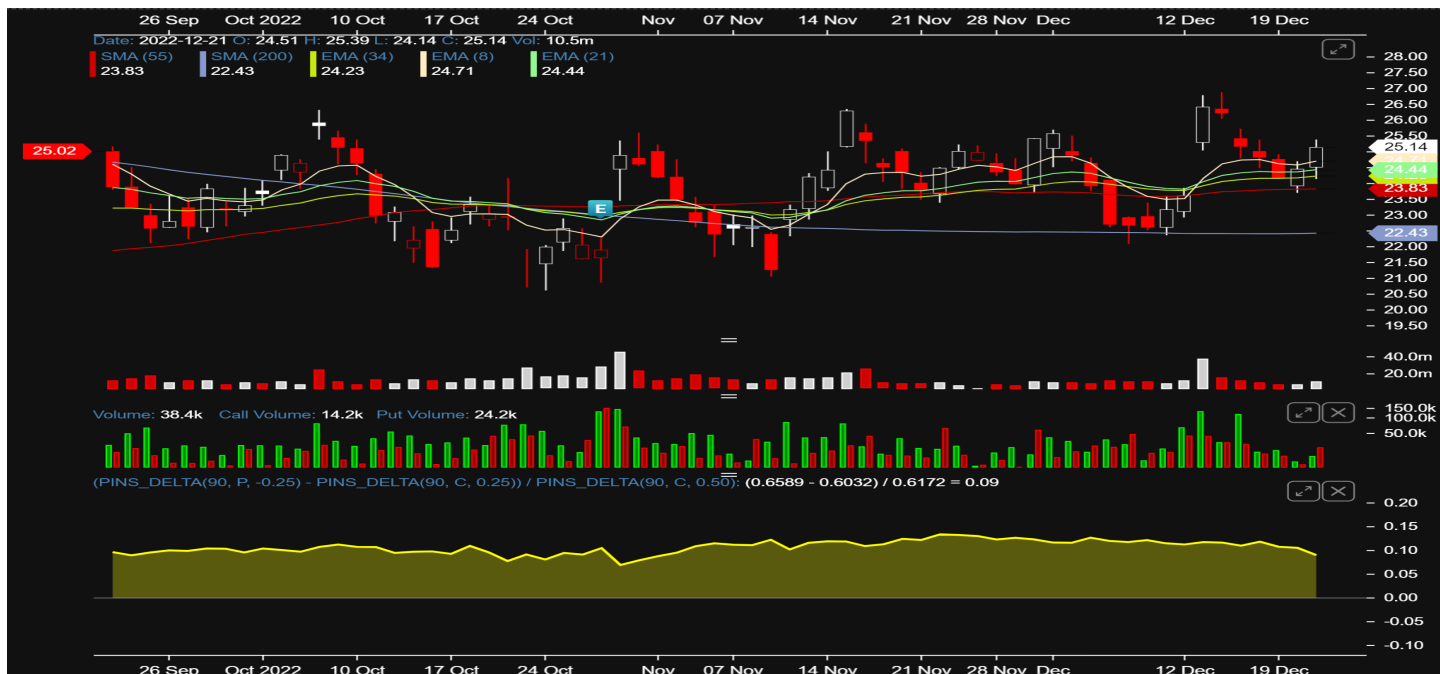 26 Sep Oct 2022 10 Oct 17 Oct 24 Oct Nov 07 Nov 14 Nov 21 Nov 28 Nov Dec 12 Dec 19 Dec
Date: 2022-12-21 O: 24.51 H: 25.39 L: 24.14 C: 25.14 Vol: 10.5m
SMA (55) SMA (200) EMA (34) EMA (8) EMA (21)
23.83 22.43 24.23 24.71 24.44
28.00
27.50
27.00
26.50
26.00
25.50
25.02
25.14
24.71
24.44
23.83
23.50
23.00
E
22.43
22.00
21.50
21.00
20.50
20.00
19.50
40.0m
20.0m
Volume: 38.4k Call Volume: 14.2k Put Volume: 24.2k
150.0k
100.0k
50.0k
(PINS_DELTA(90, P, -0.25) - PINS_DELTA(90, C, 0.25)) / PINS_DELTA(90, C, 0.50): (0.6589 - 0.6032) / 0.6172 = 0.09
0.20
0.15
0.10
0.05
0.00
-0.05
-0.10
26 Sep Oct 2022 10 Oct 17 Oct 24 Oct Nov 07 Nov 14 Nov 21 Nov 28 Nov Dec 12 Dec 19 Dec